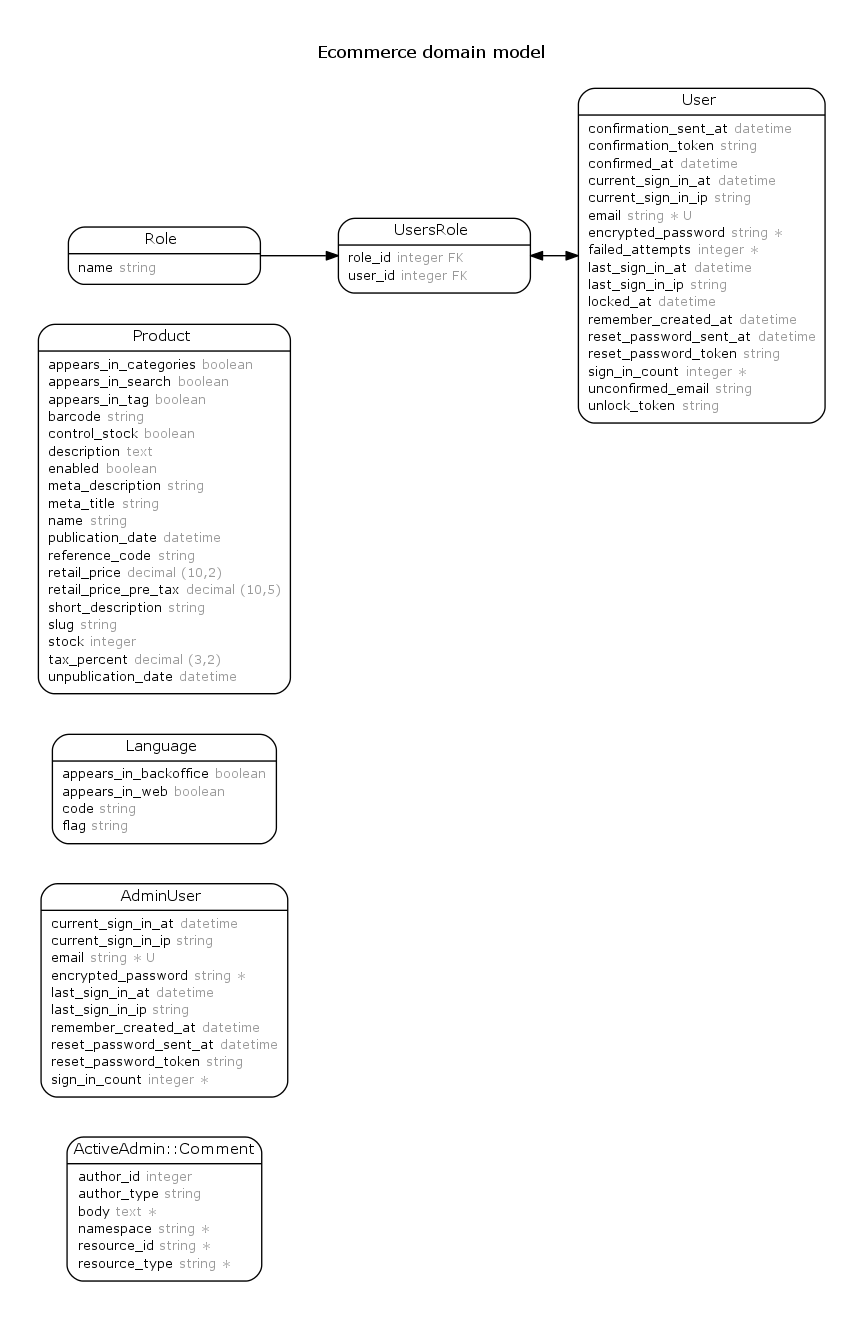 Ecommerce domain model
User
confirmation_sent_at datetime
confirmation_token string
confirmed_at datetime
current_sign_in_at datetime
current_sign_in_ip string
email string * U
encrypted_password string *
failed_attempts integer *
last_sign_in_at datetime
last_sign_in_ip string
locked_at datetime
remember_created_at datetime
reset_password_sent_at datetime
reset_password_token string
sign_in_count integer *
unconfirmed_email string
unlock_token string
UsersRole
role_id integer FK
user_id integer FK
Role
name string
Product
appears_in_categories boolean
appears_in_search boolean
appears_in_tag boolean
barcode string
control_stock boolean
description text
enabled boolean
meta_description string
meta_title string
name string
publication_date datetime
reference_code string
retail_price decimal (10,2)
retail_price_pre_tax decimal (10,5)
short_description string
slug string
stock integer
tax_percent decimal (3,2)
unpublication_date datetime
Language
appears_in_backoffice boolean
appears_in_web boolean
code string
flag string
AdminUser
current_sign_in_at datetime
current_sign_in_ip string
email string * U
encrypted_password string *
last_sign_in_at datetime
last_sign_in_ip string
remember_created_at datetime
reset_password_sent_at datetime
reset_password_token string
sign_in_count integer *
ActiveAdmin::Comment
author_id integer
author_type string
body text *
namespace string *
resource_id string *
resource_type string *